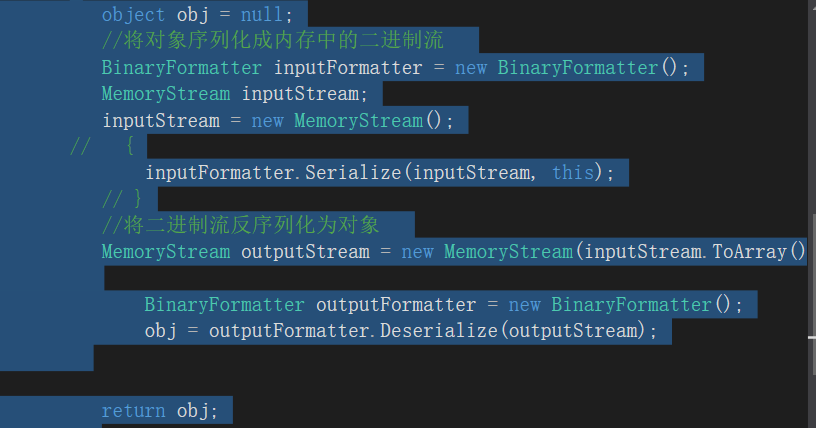 object obj = null;
//将对象序列化成内存中的二进制流
BinaryFormatter inputFormatter = new BinaryFormatter();
MemoryStream inputStream;
inputStream = new MemoryStream();
// {
inputFormatter.Serialize(inputStream, this);
// }
//将二进制流反序列化为对象
MemoryStream outputStream = new MemoryStream(inputStream.ToArray()
BinaryFormatter outputFormatter = new BinaryFormatter();
obj = outputFormatter.Deserialize(outputStream);
return obj;